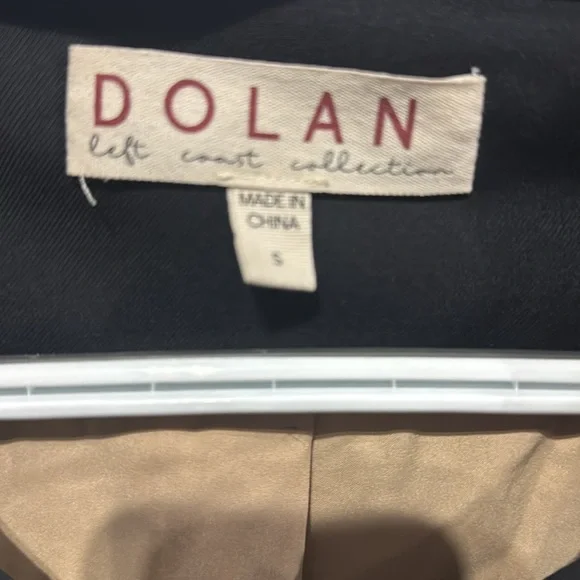 DOLAN
left coast collection
MADE IN
CHINA
S